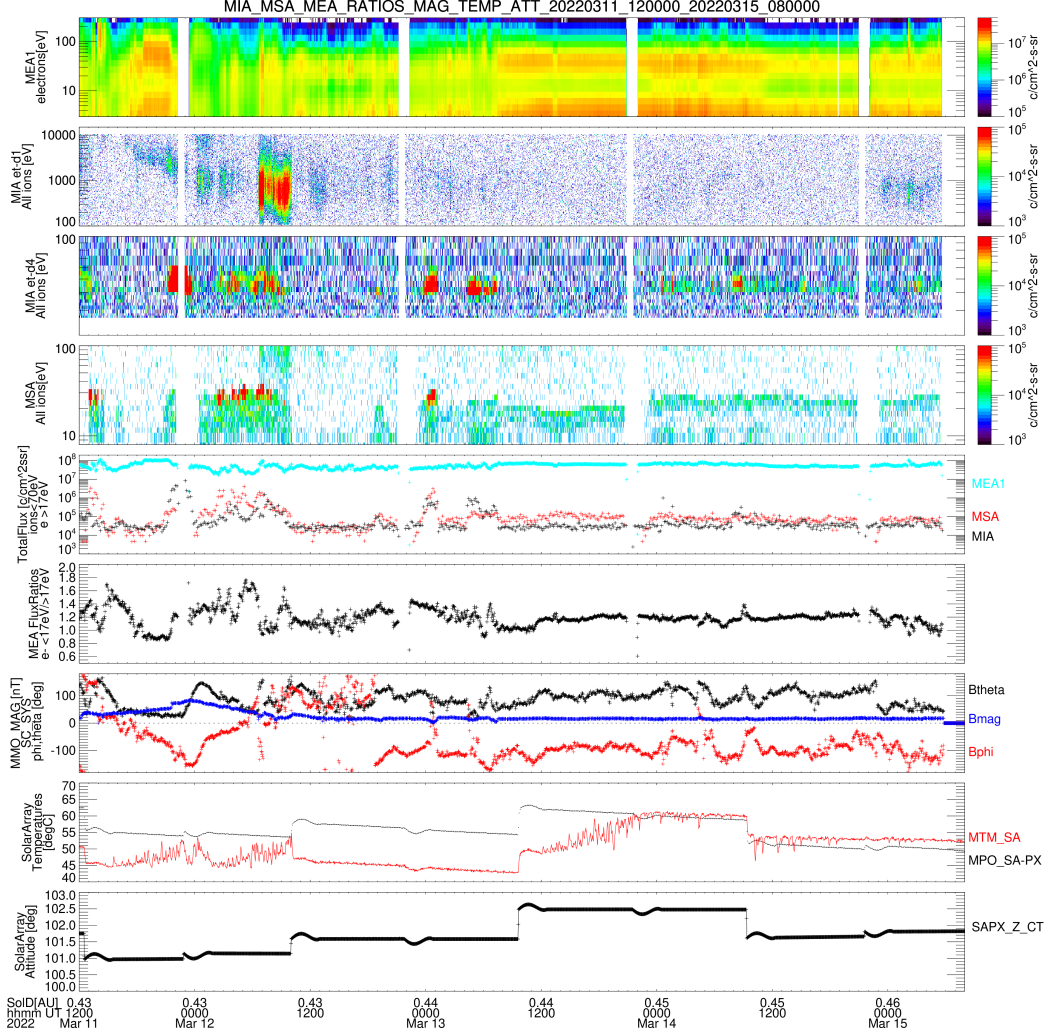 MIA_MSA_MEA_RATIOS_MAG_TEMP_ATT_20220311_120000_20220315_080000
MEA1
electrons[eV]
100
10
10^7
10^6
10^5
c/cm^2-s-sr
MIA et-d1
All ions [eV]
10000
1000
100
10^5
10^4
10^3
c/cm^2-s-sr
MIA et-d4
All ions [eV]
100
10^5
10^4
10^3
c/cm^2-s-sr
MSA
All ions[eV]
100
10
10^5
10^4
10^3
c/cm^2-s-sr
TotalFlux [c/cm^2ssr]
ions<70eV
e >17eV
10^8
10^7
10^6
10^5
10^4
10^3
MEA1
MSA
MIA
MEA FluxRatios
e- <17eV/>17eV
2.0
1.8
1.6
1.4
1.2
1.0
0.8
0.6
MMO_MAG [nT]
SC_SYS
phi,theta [deg]
100
0
-100
Btheta
Bmag
Bphi
SolarArray
Temperatures
[degC]
70
65
60
55
50
45
40
MTM_SA
MPO_SA-PX
SolarArray
Attitude [deg]
103.0
102.5
102.0
101.5
101.0
100.5
100.0
SAPX_Z_CT
SolD[AU] 0.43 0.43 0.43 0.44 0.44 0.45 0.45 0.46
hhmm UT 1200 0000 1200 0000 1200 0000 1200 0000
2022 Mar 11 Mar 12 Mar 13 Mar 14 Mar 15